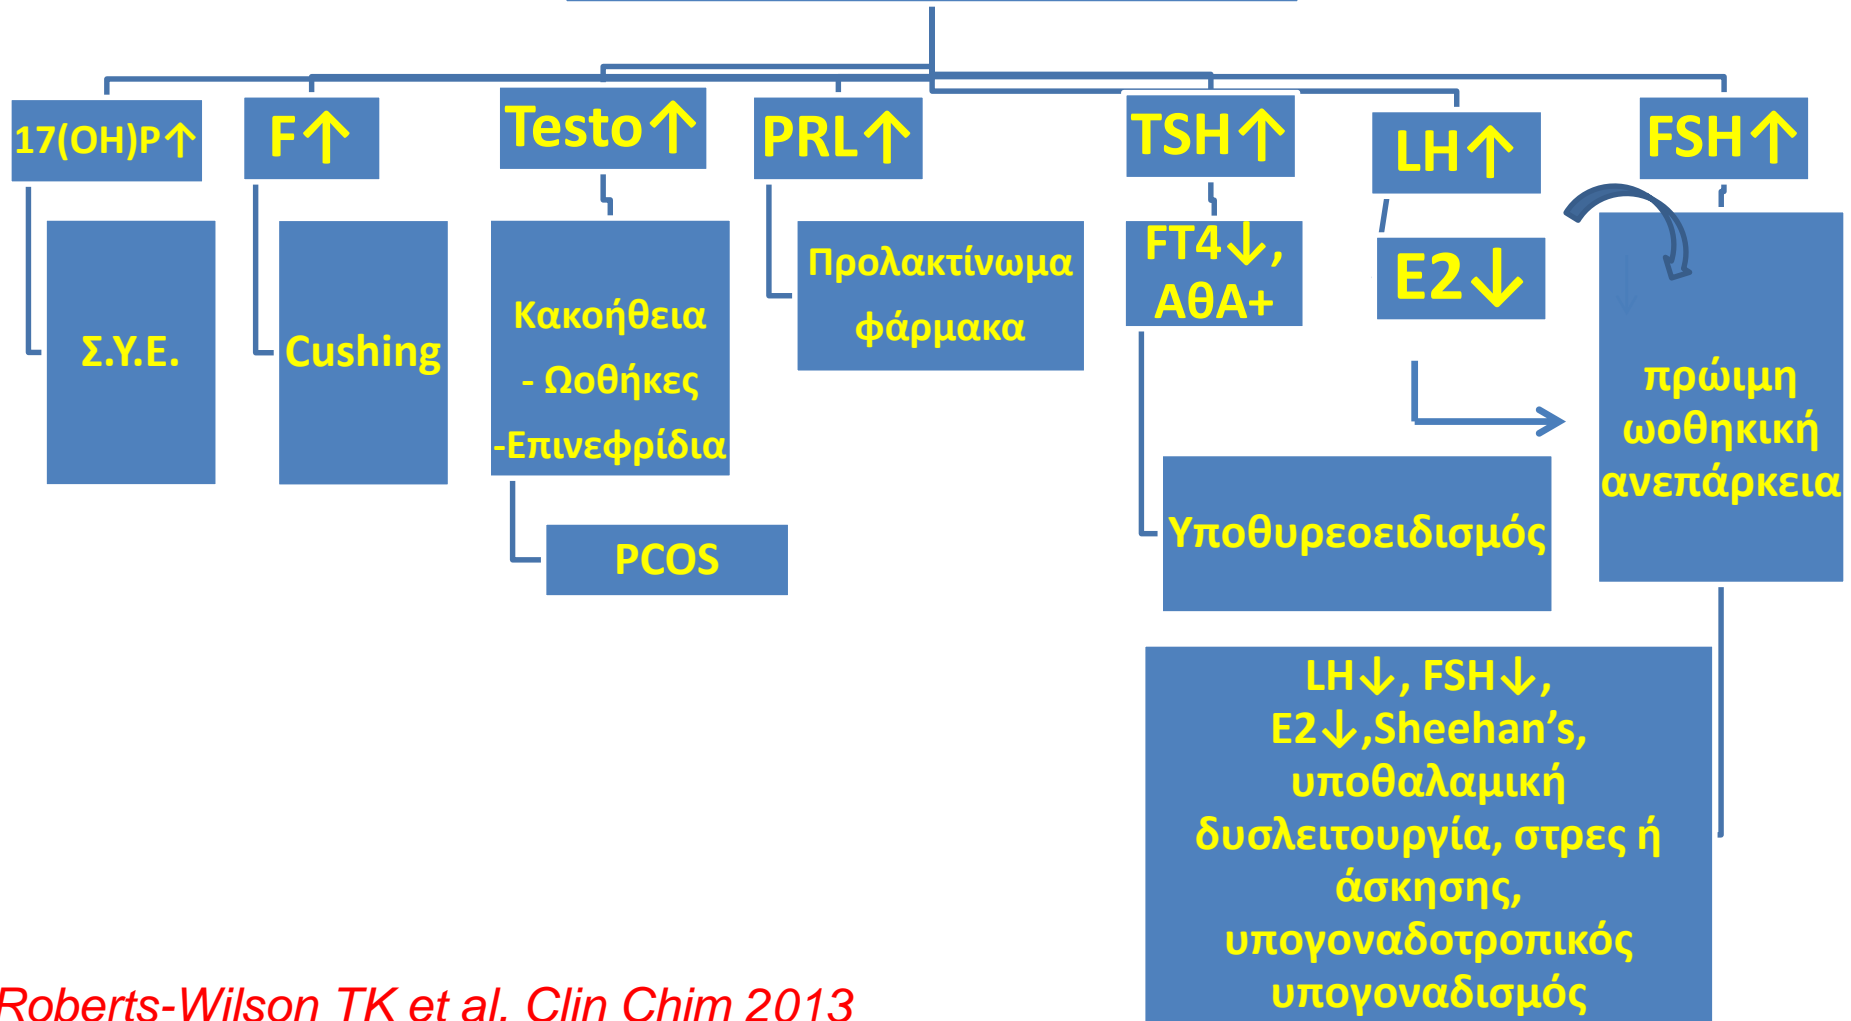 17(OH)P↑
F↑
Testo↑
PRL↑
TSH↑
LH↑
FSH↑
Σ.Υ.Ε.
Cushing
Κακοήθεια
- Ωοθήκες
-Επινεφρίδια
PCOS
Προλακτίνωμα
φάρμακα
FT4↓,
ΑθΑ+
Υποθυρεοειδισμός
E2↓
πρώιμη
ωοθηκική
ανεπάρκεια
LH↓, FSH↓,
E2↓,Sheehan’s,
υποθαλαμική
δυσλειτουργία, στρες ή
άσκησης,
υπογοναδοτροπικός
υπογοναδισμός
Roberts-Wilson TK et al. Clin Chim 2013